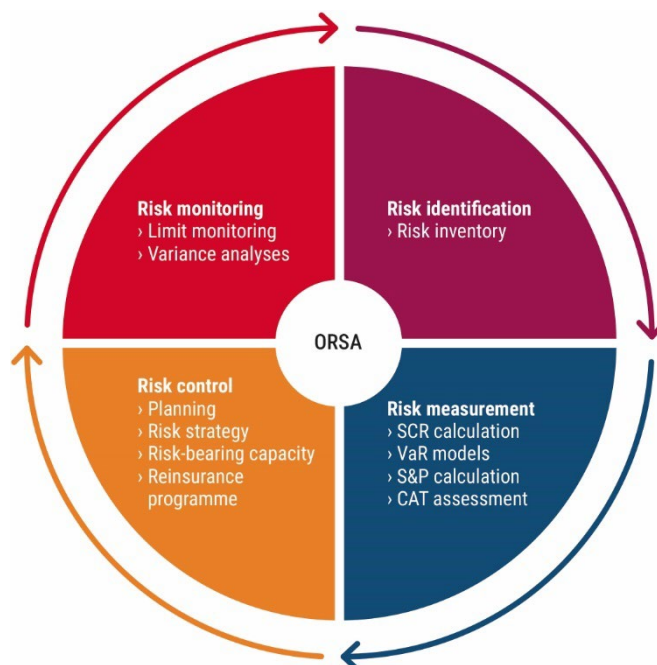 Risk monitoring
› Limit monitoring
› Variance analyses
Risk identification
› Risk inventory
ORSA
Risk control
› Planning
› Risk strategy
› Risk-bearing capacity
› Reinsurance
programme
Risk measurement
› SCR calculation
› VaR models
› S&P calculation
› CAT assessment